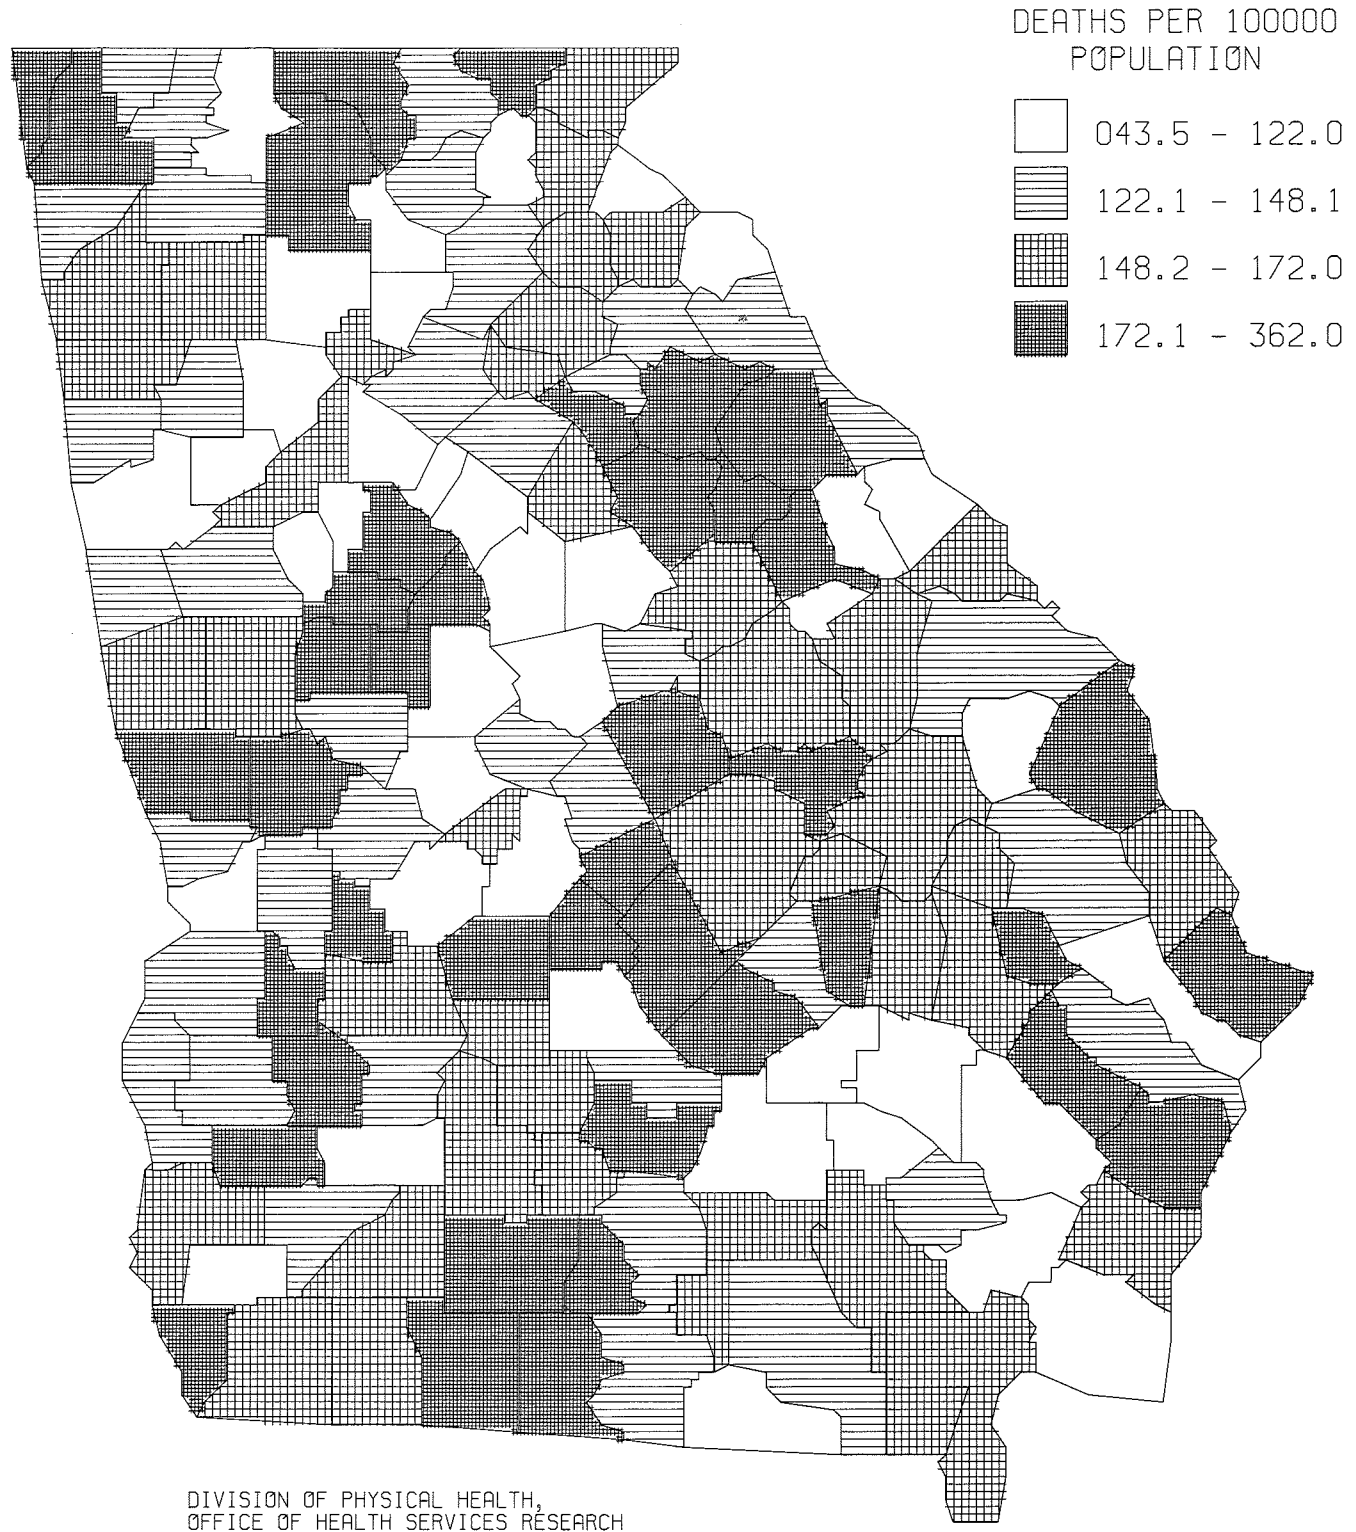 DEATHS PER 100000
POPULATION
043.5 - 122.0
122.1 - 148.1
148.2 - 172.0
172.1 - 362.0
DIVISION OF PHYSICAL HEALTH,
OFFICE OF HEALTH SERVICES RESEARCH